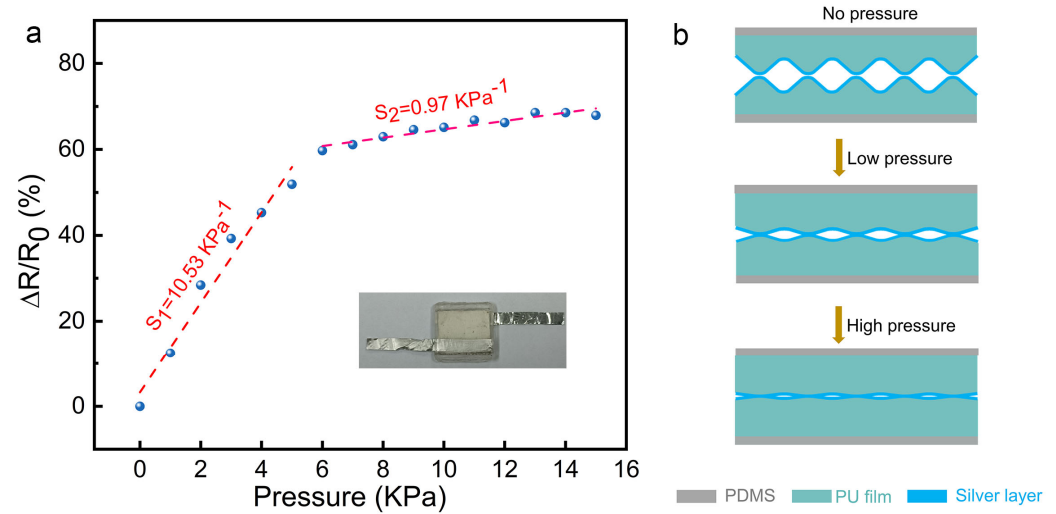 a
80
60
40
20
0
ΔR/R0 (%)
S1=10.53 KPa-1
S2=0.97 KPa-1
0 2 4 6 8 10 12 14 16
Pressure (KPa)
b
No pressure
Low pressure
High pressure
PDMS PU film Silver layer